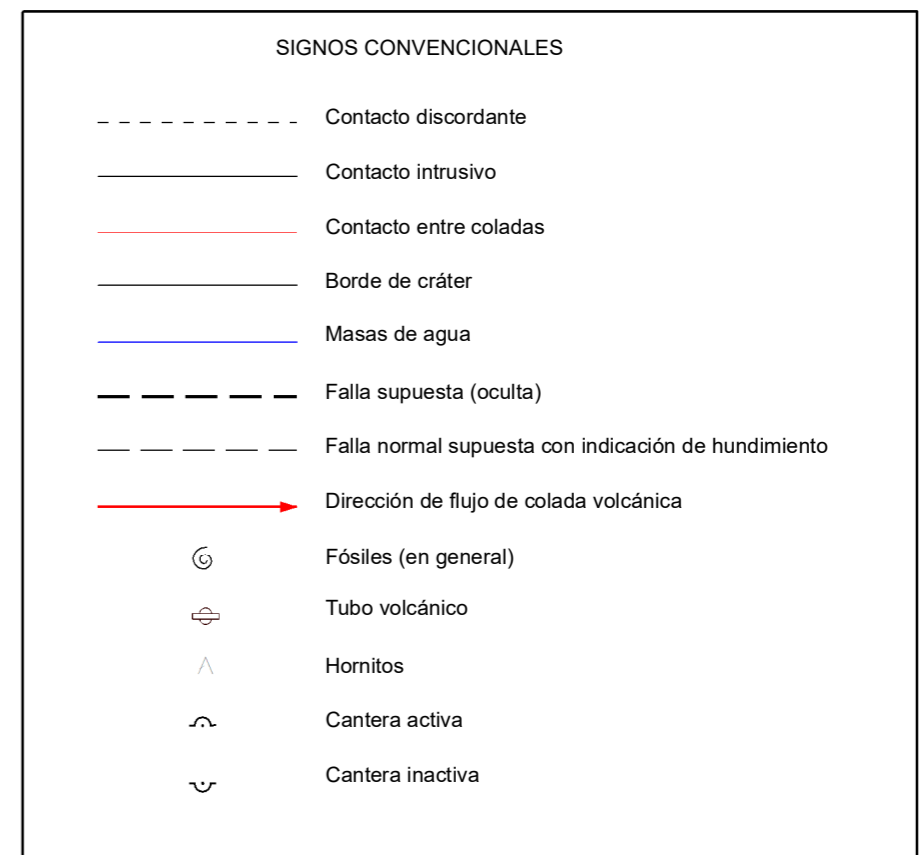 SIGNOS CONVENCIONALES
Contacto discordante
Contacto intrusivo
Contacto entre coladas
Borde de cráter
Masas de agua
Falla supuesta (oculta)
Falla normal supuesta con indicación de hundimiento
Dirección de flujo de colada volcánica
Fósiles (en general)
Tubo volcánico
Hornitos
Cantera activa
Cantera inactiva